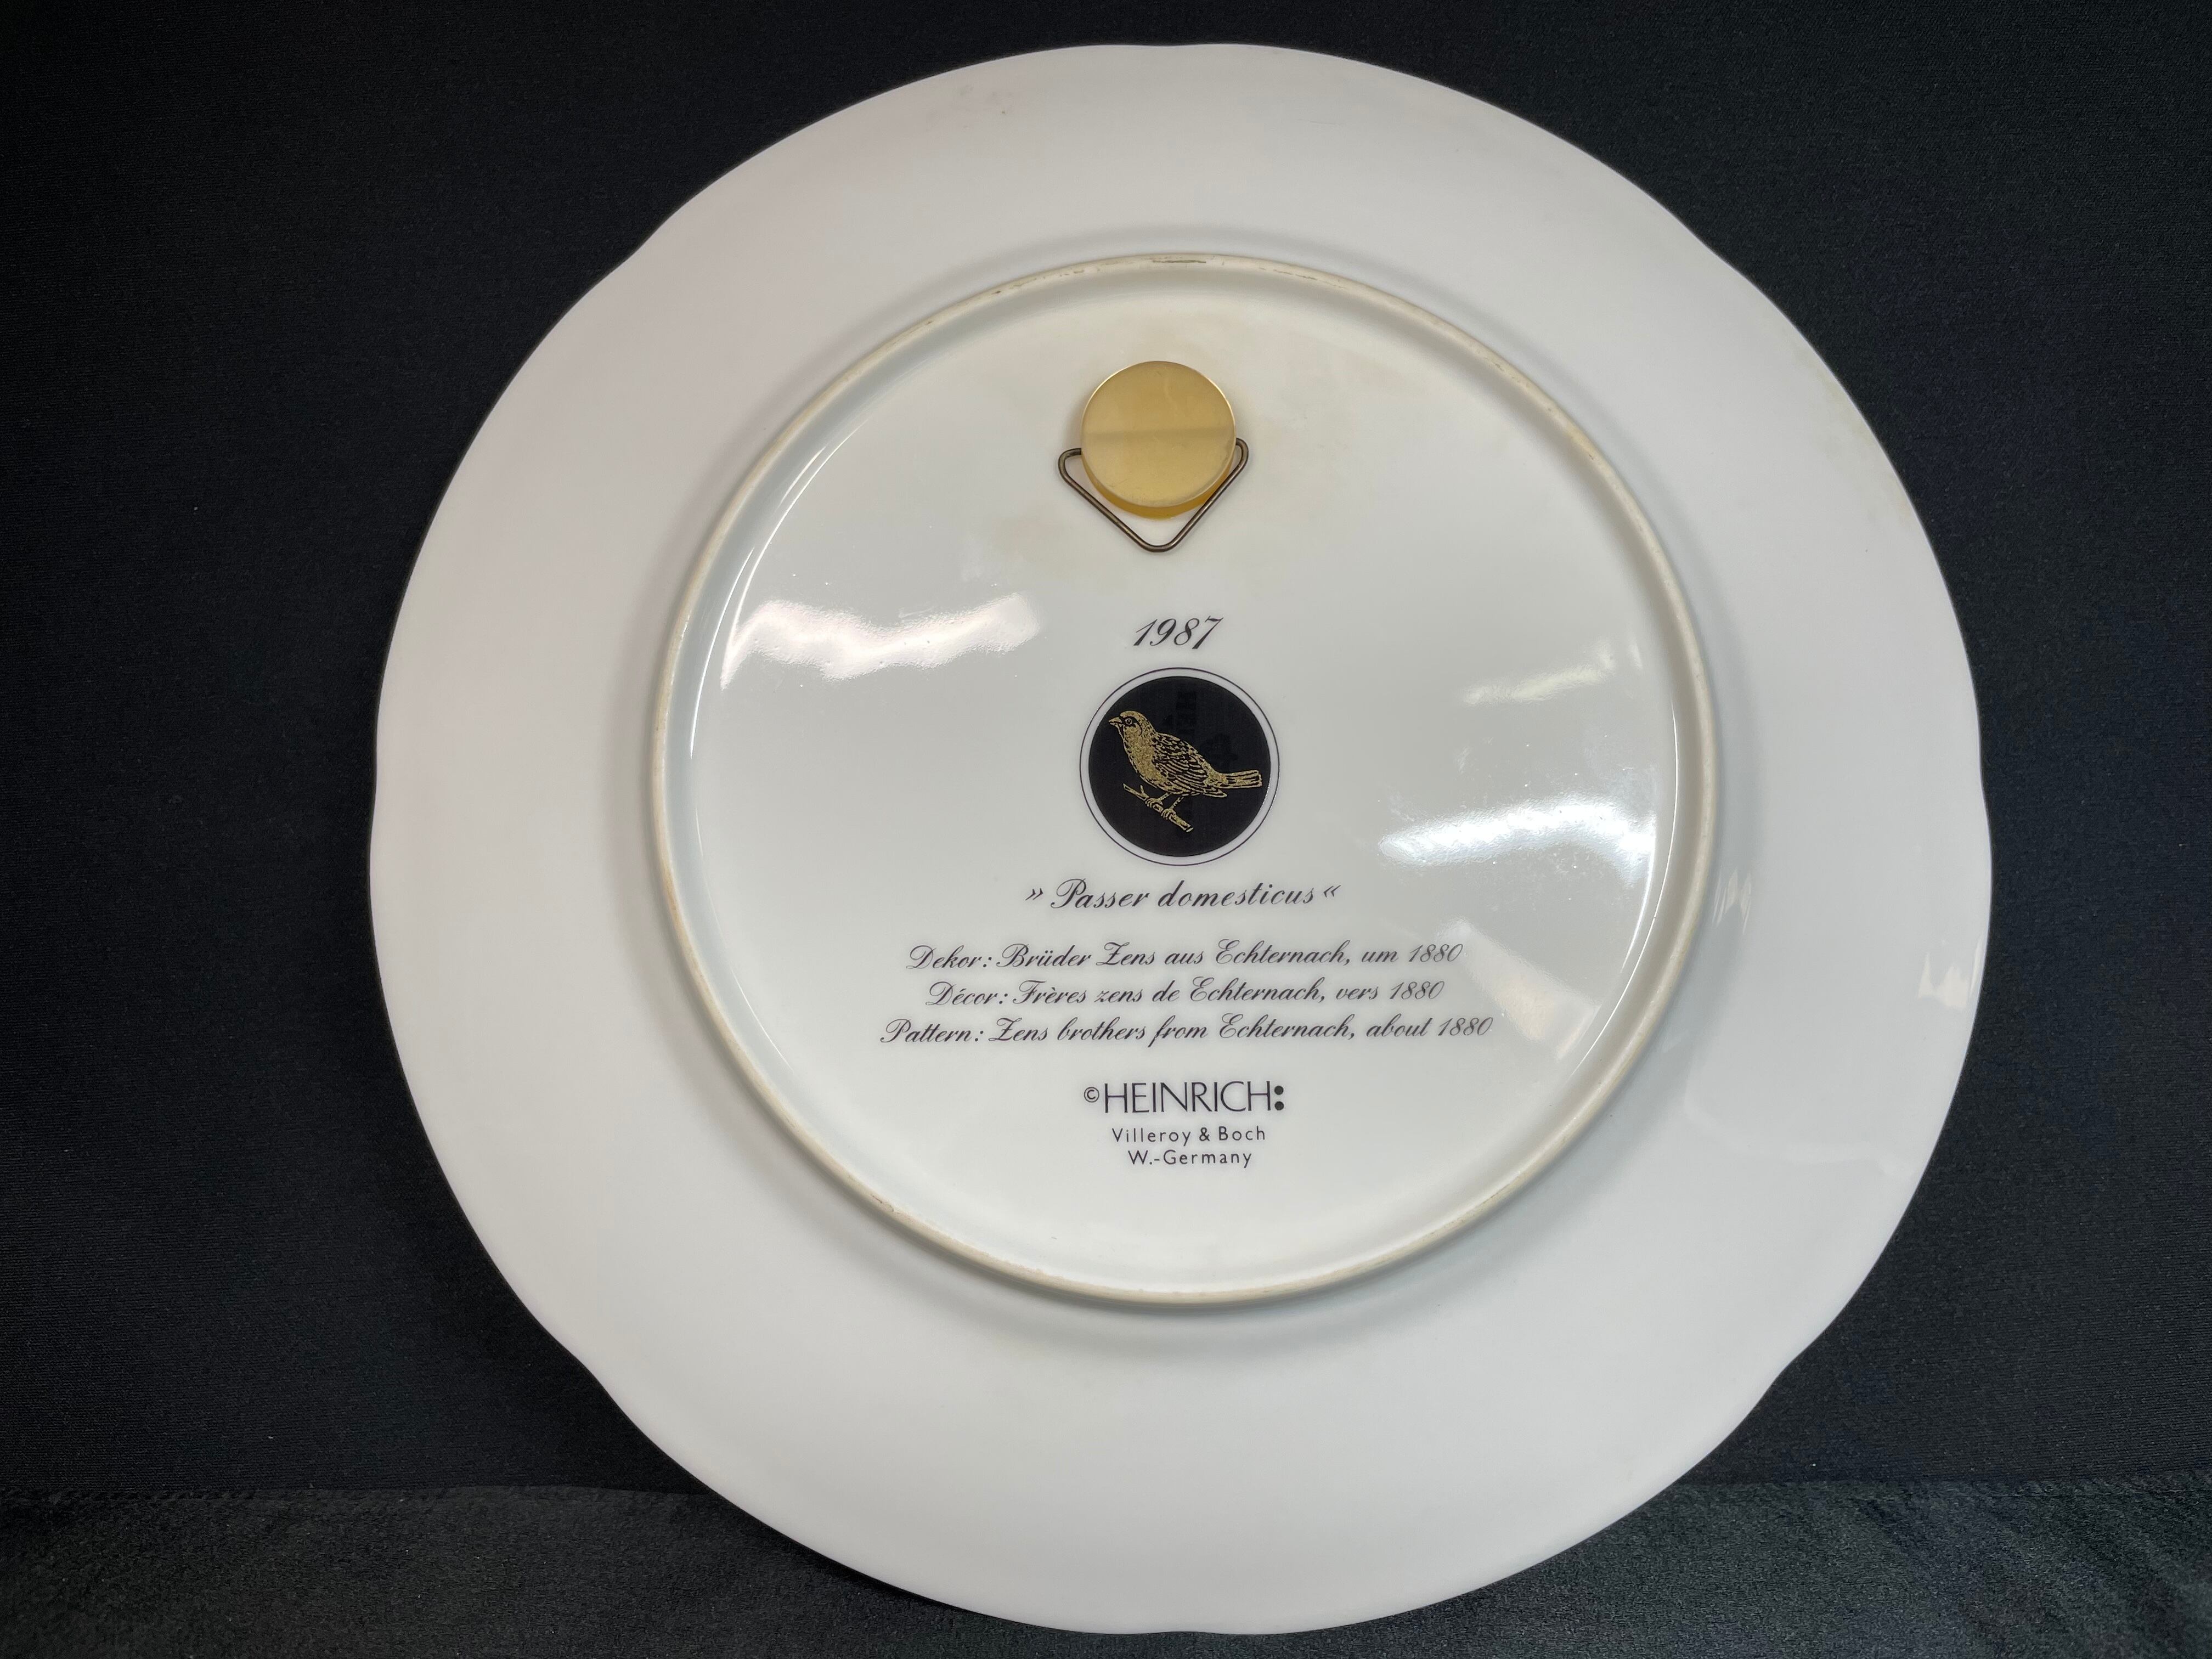 1987
» Passer domesticus «
Dekor: Brüder Zens aus Echternach, um 1880
Décor: Frères zens de Echternach, vers 1880
Pattern: Zens brothers from Echternach, about 1880
©HEINRICH:
Villeroy & Boch
W.-Germany